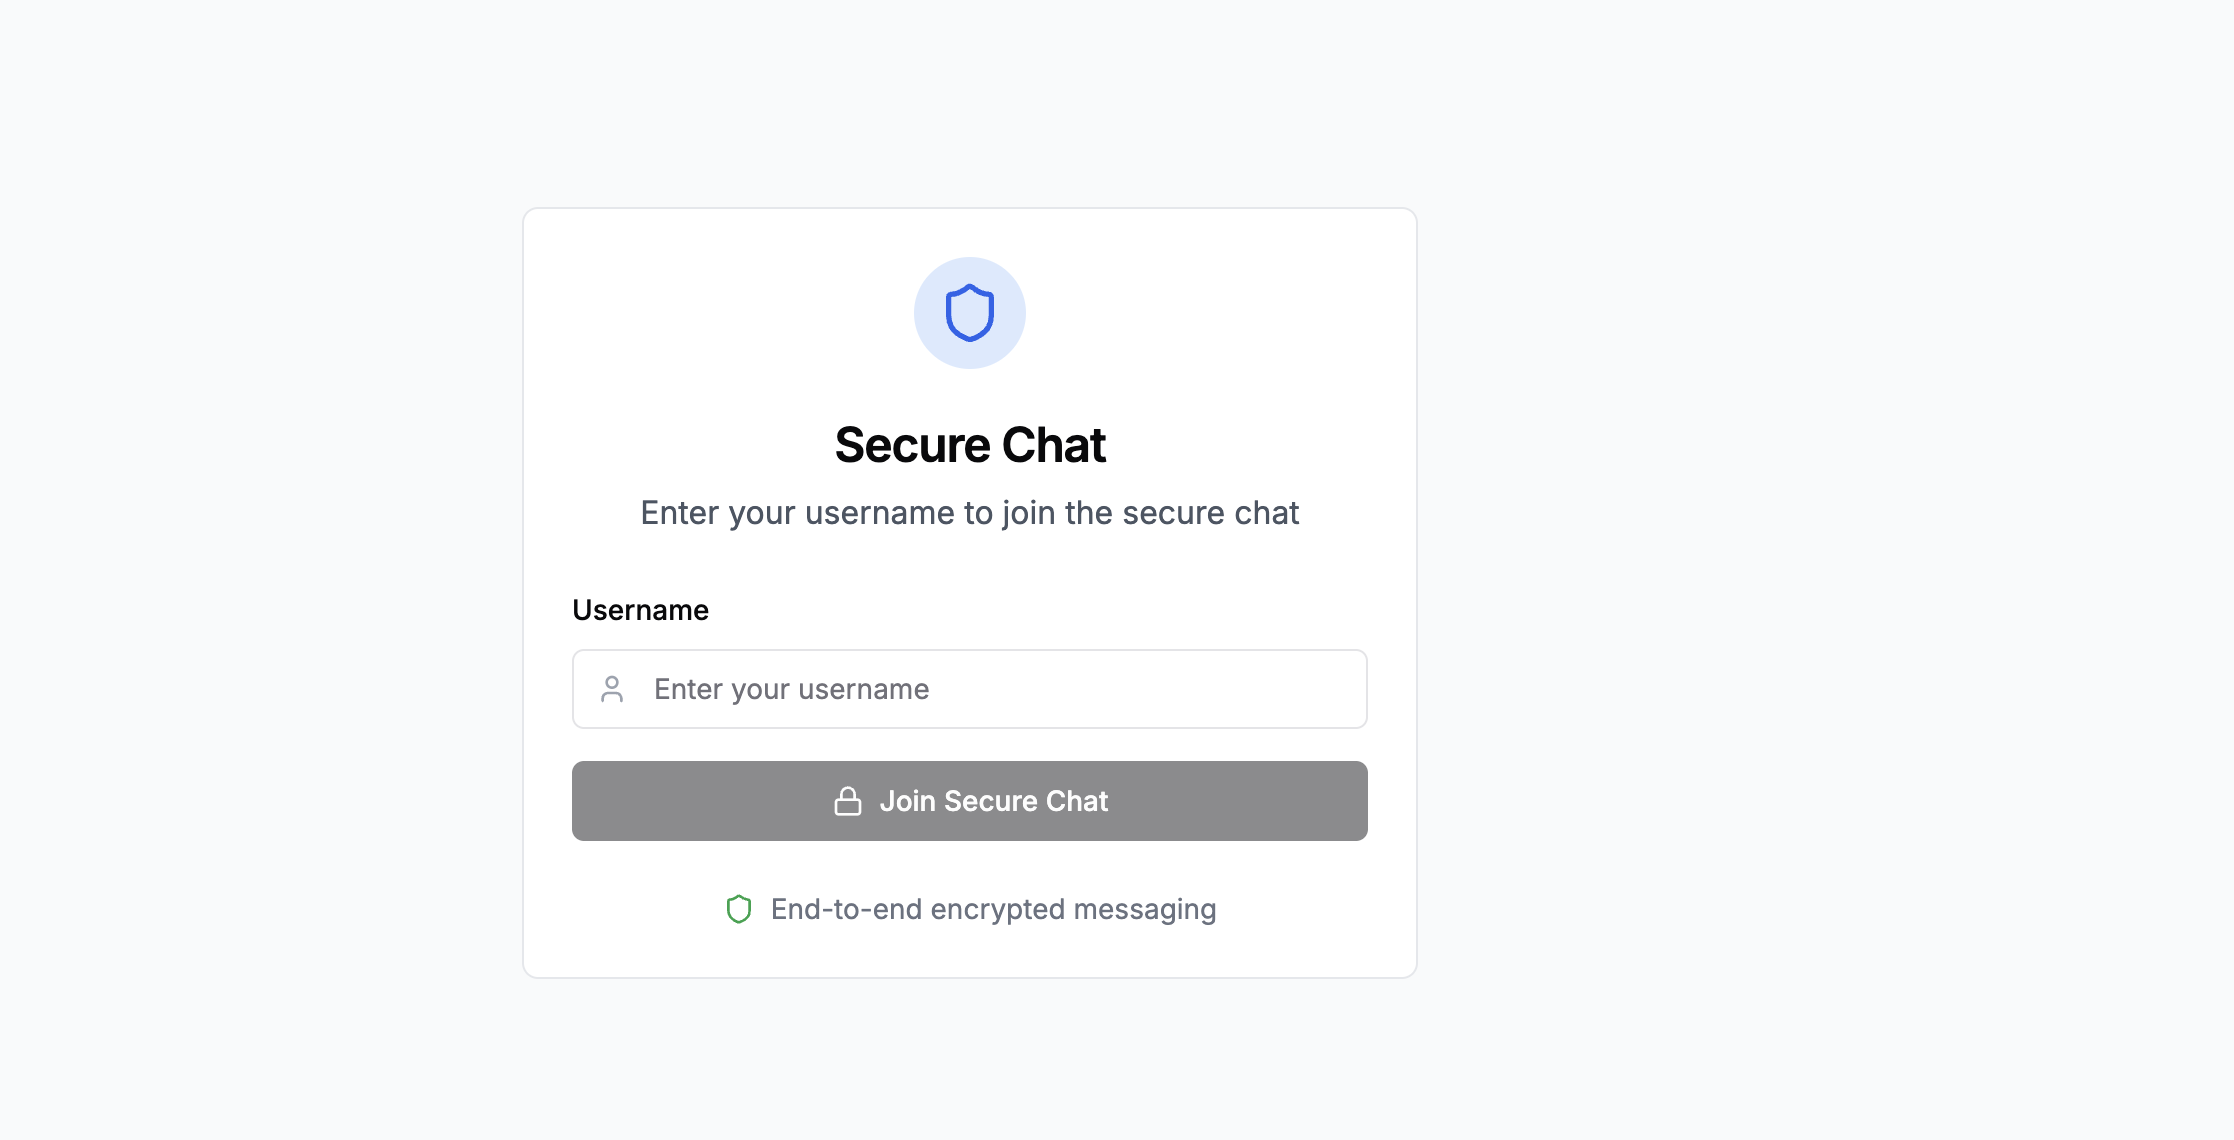 Secure Chat
Enter your username to join the secure chat
Username
Enter your username
Join Secure Chat
End-to-end encrypted messaging